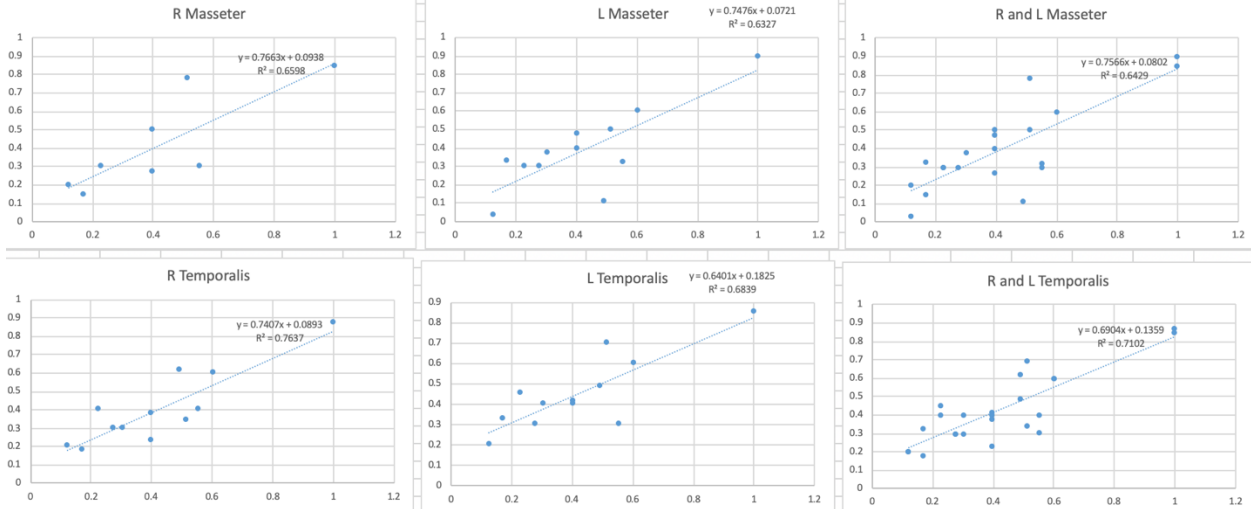 R Masseter
y = 0.7663x + 0.0938
R² = 0.6598
1
0.9
0.8
0.7
0.6
0.5
0.4
0.3
0.2
0.1
0
0 0.2 0.4 0.6 0.8 1 1.2
L Masseter
y = 0.7476x + 0.0721
R² = 0.6327
1
0.9
0.8
0.7
0.6
0.5
0.4
0.3
0.2
0.1
0
0 0.2 0.4 0.6 0.8 1 1.2
R and L Masseter
y = 0.7566x + 0.0802
R² = 0.6429
1
0.9
0.8
0.7
0.6
0.5
0.4
0.3
0.2
0.1
0
0 0.2 0.4 0.6 0.8 1 1.2
R Temporalis
y = 0.7407x + 0.0893
R² = 0.7637
1
0.9
0.8
0.7
0.6
0.5
0.4
0.3
0.2
0.1
0
0 0.2 0.4 0.6 0.8 1 1.2
L Temporalis
y = 0.6401x + 0.1825
R² = 0.6839
0.9
0.8
0.7
0.6
0.5
0.4
0.3
0.2
0.1
0
0 0.2 0.4 0.6 0.8 1 1.2
R and L Temporalis
y = 0.6904x + 0.1359
R² = 0.7102
1
0.9
0.8
0.7
0.6
0.5
0.4
0.3
0.2
0.1
0
0 0.2 0.4 0.6 0.8 1 1.2